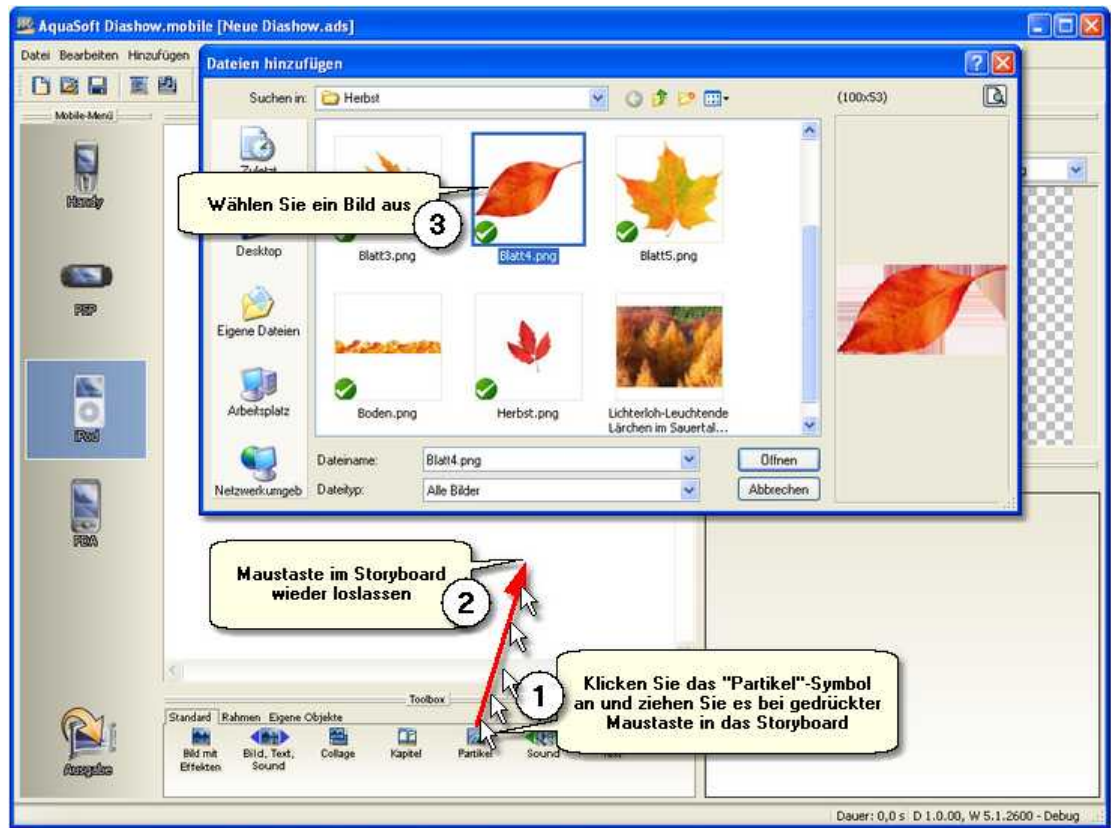 AquaSoft Diashow.mobile [Neue Diashow.ads]
Datei Bearbeiten Hinzufügen
Dateien hinzufügen
Suchen in: Herbst
(100x53)
Mobile-Menü
Zuletzt
Handy
Wählen Sie ein Bild aus
3
Desktop
Blatt3.png
Blatt4.png
Blatt5.png
PSP
Eigene Dateien
Arbeitsplatz
Boden.png
Herbst.png
Lichterloh-Leuchtende
Lärchen im Sauertal...
iPod
Dateiname: Blatt4.png
Öffnen
Netzwerkumgeb
Dateityp: Alle Bilder
Abbrechen
PDA
Maustaste im Storyboard
wieder loslassen
2
1
Klicken Sie das "Partikel"-Symbol
an und ziehen Sie es bei gedrückter
Maustaste in das Storyboard
Toolbox
Standard Rahmen Eigene Objekte
Bild mit
Effekten
Bild, Text,
Sound
Collage
Kapitel
Partikel
Sound
Text
Ausgabe
Dauer: 0,0 s D 1.0.00, W 5.1.2600 - Debug